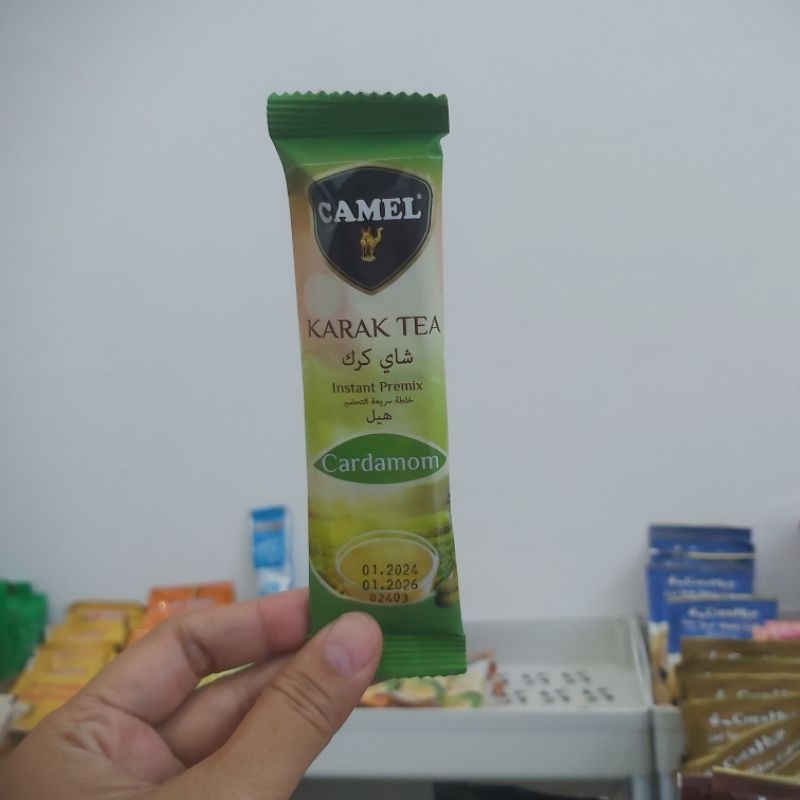 CAMEL®
KARAK TEA
شاي كرك
Instant Premix
خلطة سريعة التحضير
هيل
Cardamom
01.2024
01.2026
82403